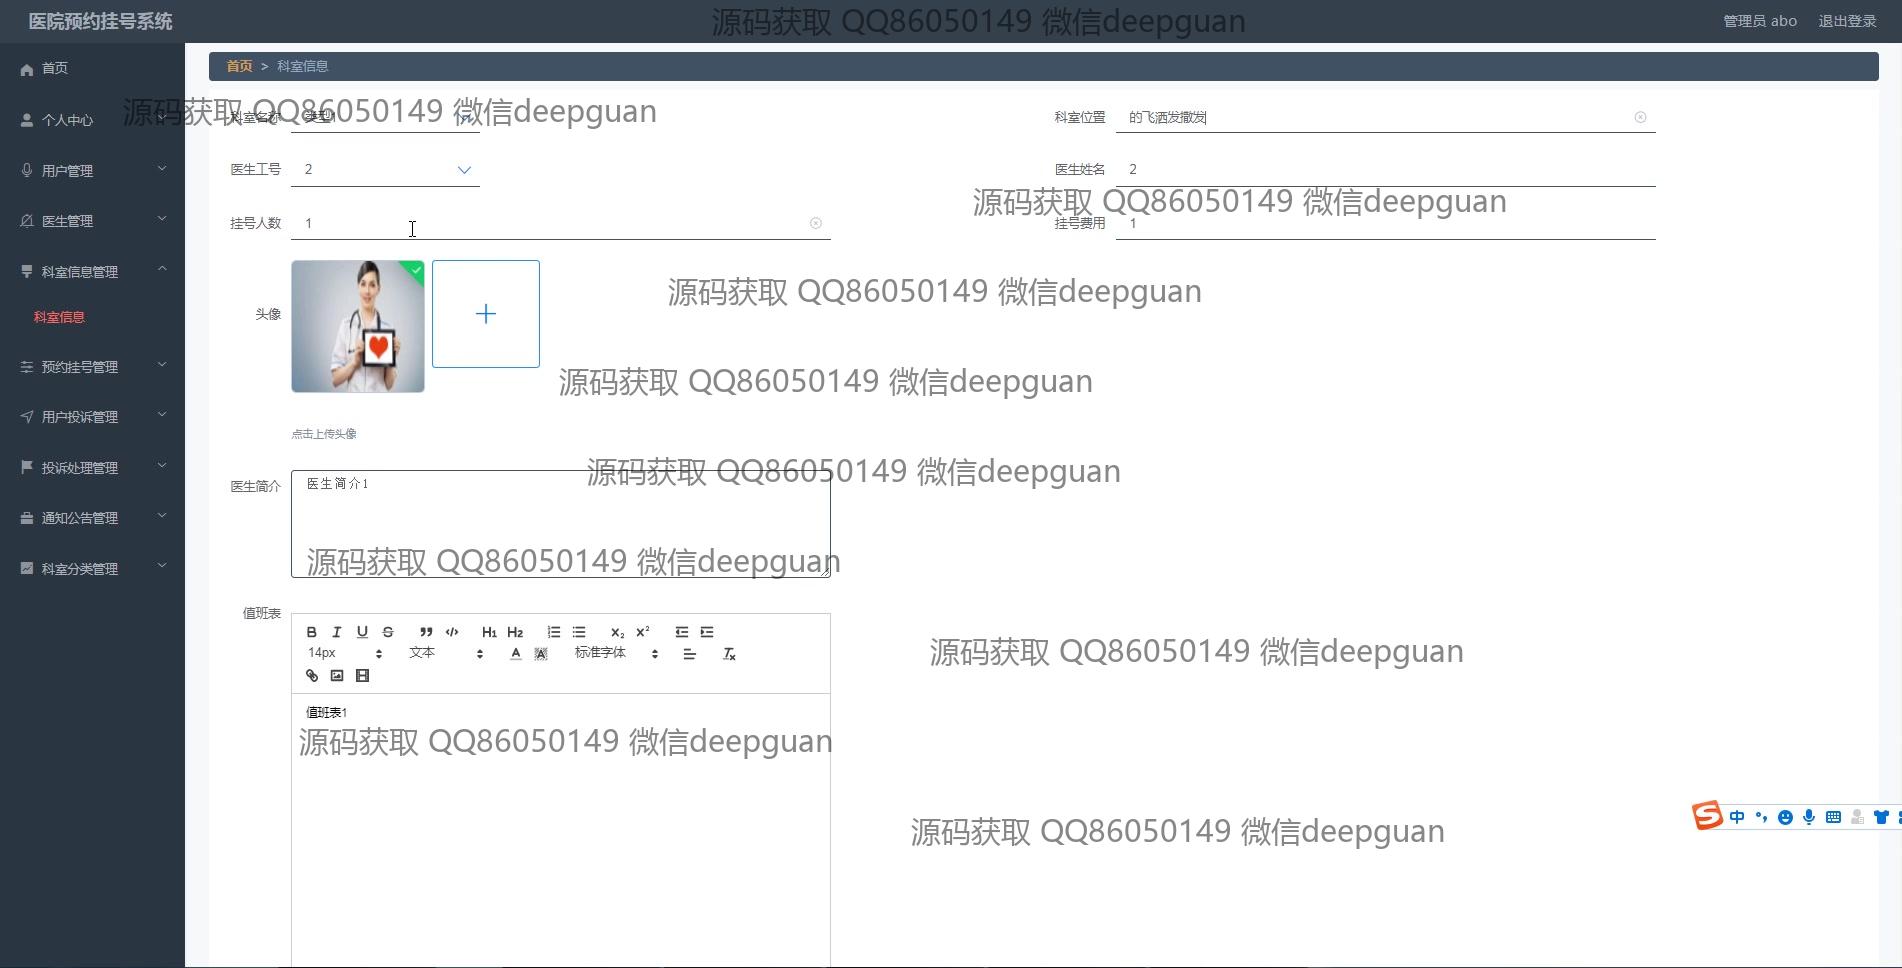 医院预约挂号系统
源码获取 QQ86050149 微信deepguan
管理员 abo
退出登录
首页
个人中心
用户管理
医生管理
科室信息管理
科室信息
预约挂号管理
用户投诉管理
投诉处理管理
通知公告管理
科室分类管理
首页 > 科室信息
源码获取 QQ86050149 微信deepguan
科室名称 类型1
科室位置 的飞洒发撒发
医生工号 2
医生姓名 2
源码获取 QQ86050149 微信deepguan
挂号人数 1
挂号费用 1
源码获取 QQ86050149 微信deepguan
头像
源码获取 QQ86050149 微信deepguan
点击上传头像
源码获取 QQ86050149 微信deepguan
医生简介 医生简介1
源码获取 QQ86050149 微信deepguan
值班表
B I U S H1 H2 X2 X2
14px 文本 A A 标准字体 Tx
源码获取 QQ86050149 微信deepguan
值班表1
源码获取 QQ86050149 微信deepguan
源码获取 QQ86050149 微信deepguan
S 中